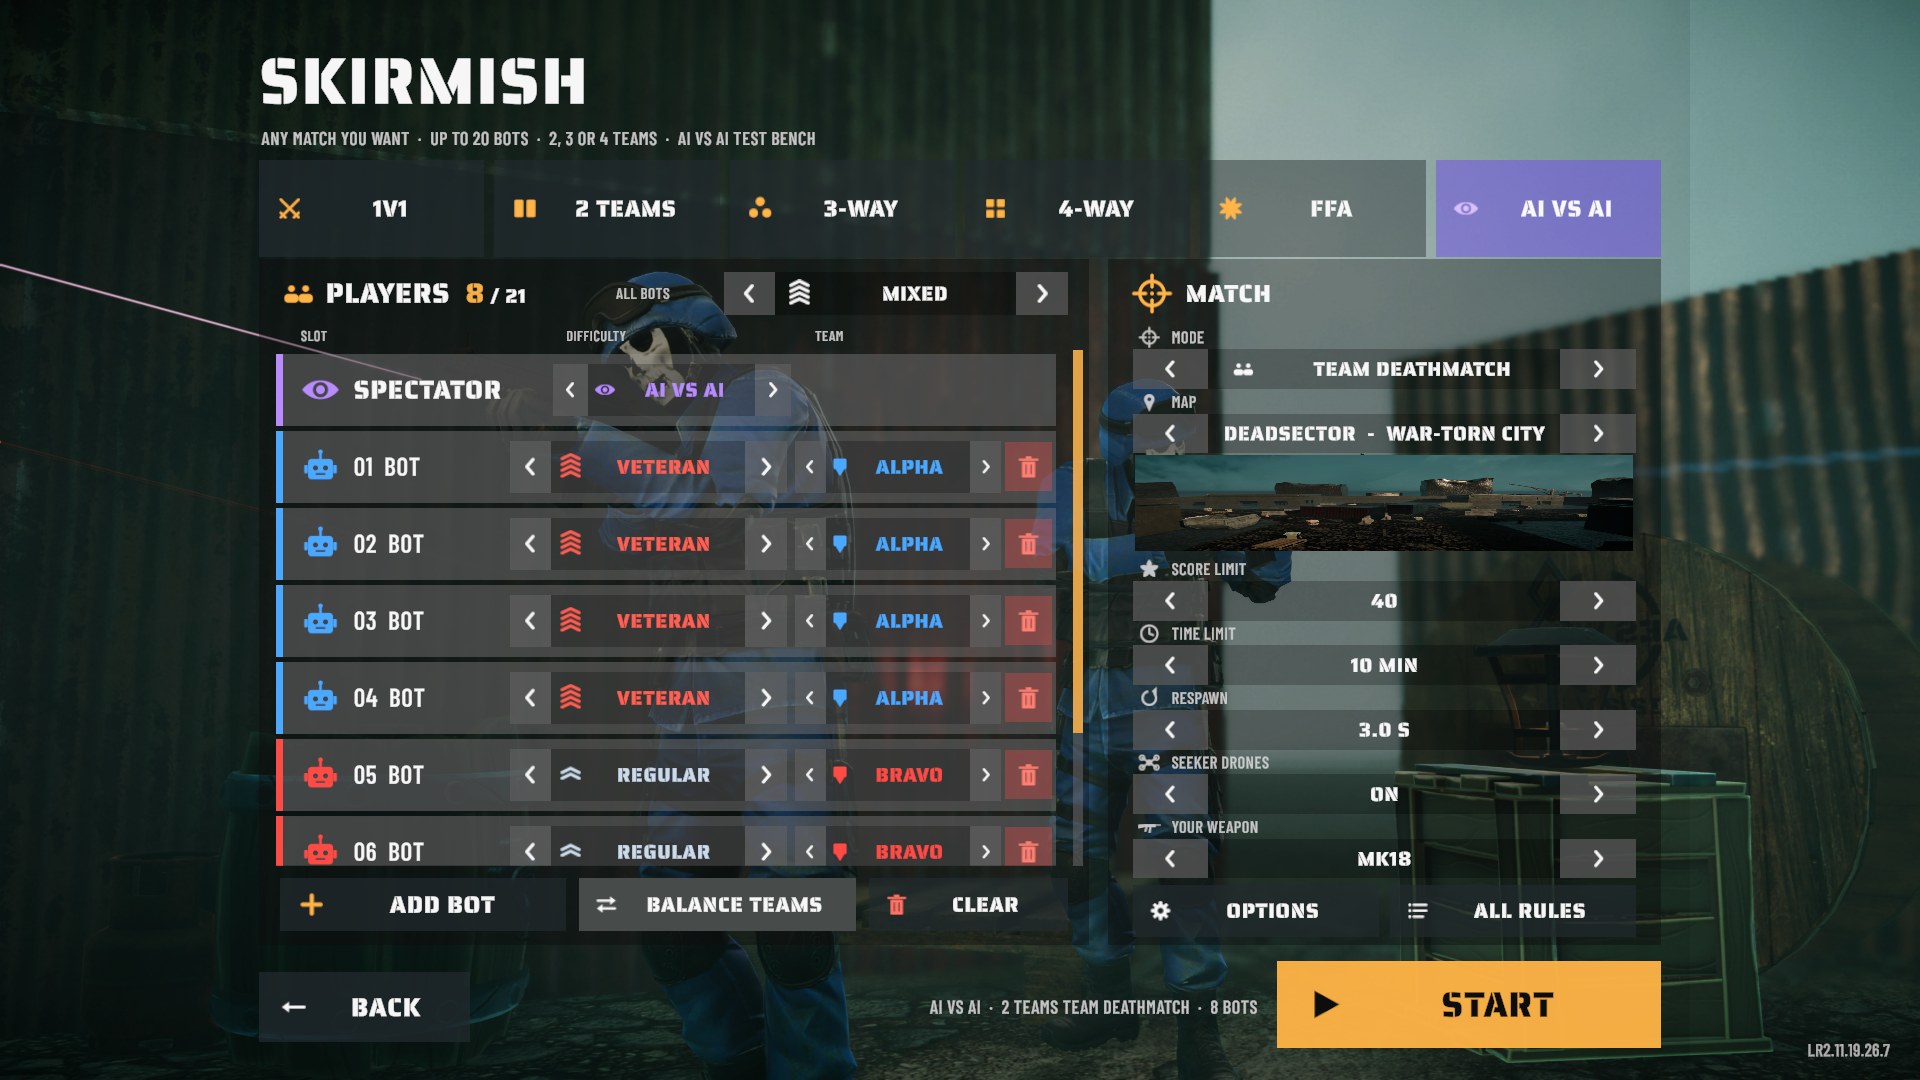 SKIRMISH
ANY MATCH YOU WANT · UP TO 20 BOTS · 2, 3 OR 4 TEAMS · AI VS AI TEST BENCH
1V1
2 TEAMS
3-WAY
4-WAY
FFA
AI VS AI
PLAYERS 8 / 21
ALL BOTS
MIXED
SLOT
DIFFICULTY
TEAM
SPECTATOR
AI VS AI
01 BOT
VETERAN
ALPHA
02 BOT
VETERAN
ALPHA
03 BOT
VETERAN
ALPHA
04 BOT
VETERAN
ALPHA
05 BOT
REGULAR
BRAVO
06 BOT
REGULAR
BRAVO
ADD BOT
BALANCE TEAMS
CLEAR
MATCH
MODE
TEAM DEATHMATCH
MAP
DEADSECTOR - WAR-TORN CITY
SCORE LIMIT
40
TIME LIMIT
10 MIN
RESPAWN
3.0 S
SEEKER DRONES
ON
YOUR WEAPON
MK18
OPTIONS
ALL RULES
BACK
AI VS AI · 2 TEAMS TEAM DEATHMATCH · 8 BOTS
START
LR2.11.19.26.7